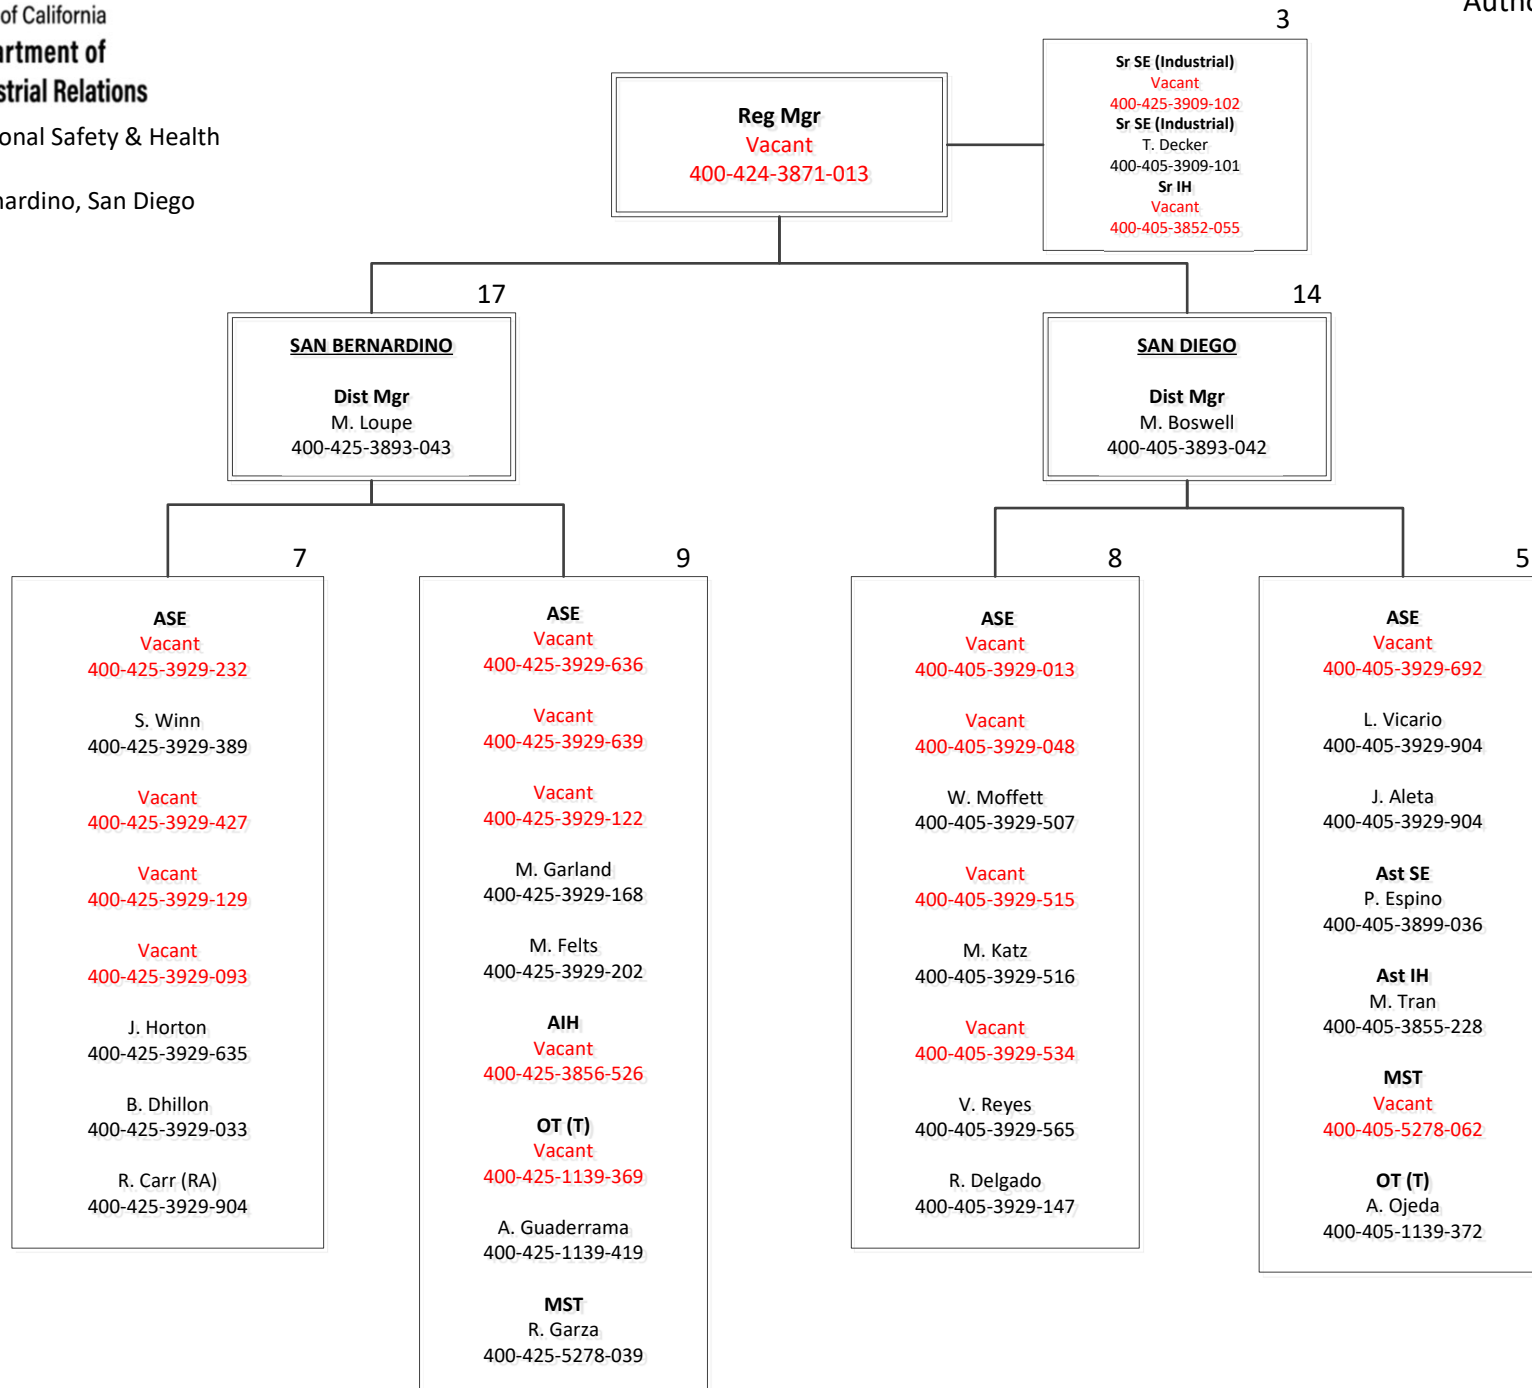 of California
artment of
strial Relations
onal Safety & Health
nardino, San Diego
Autho
3
Sr SE (Industrial)
Vacant
400-425-3909-102
Sr SE (Industrial)
T. Decker
400-405-3909-101
Sr IH
Vacant
400-405-3852-055
Reg Mgr
Vacant
400-424-3871-013
17
SAN BERNARDINO
Dist Mgr
M. Loupe
400-425-3893-043
14
SAN DIEGO
Dist Mgr
M. Boswell
400-405-3893-042
7
ASE
Vacant
400-425-3929-232
S. Winn
400-425-3929-389
Vacant
400-425-3929-427
Vacant
400-425-3929-129
Vacant
400-425-3929-093
J. Horton
400-425-3929-635
B. Dhillon
400-425-3929-033
R. Carr (RA)
400-425-3929-904
9
ASE
Vacant
400-425-3929-636
Vacant
400-425-3929-639
Vacant
400-425-3929-122
M. Garland
400-425-3929-168
M. Felts
400-425-3929-202
AIH
Vacant
400-425-3856-526
OT (T)
Vacant
400-425-1139-369
A. Guaderrama
400-425-1139-419
MST
R. Garza
400-425-5278-039
8
ASE
Vacant
400-405-3929-013
Vacant
400-405-3929-048
W. Moffett
400-405-3929-507
Vacant
400-405-3929-515
M. Katz
400-405-3929-516
Vacant
400-405-3929-534
V. Reyes
400-405-3929-565
R. Delgado
400-405-3929-147
5
ASE
Vacant
400-405-3929-692
L. Vicario
400-405-3929-904
J. Aleta
400-405-3929-904
Ast SE
P. Espino
400-405-3899-036
Ast IH
M. Tran
400-405-3855-228
MST
Vacant
400-405-5278-062
OT (T)
A. Ojeda
400-405-1139-372